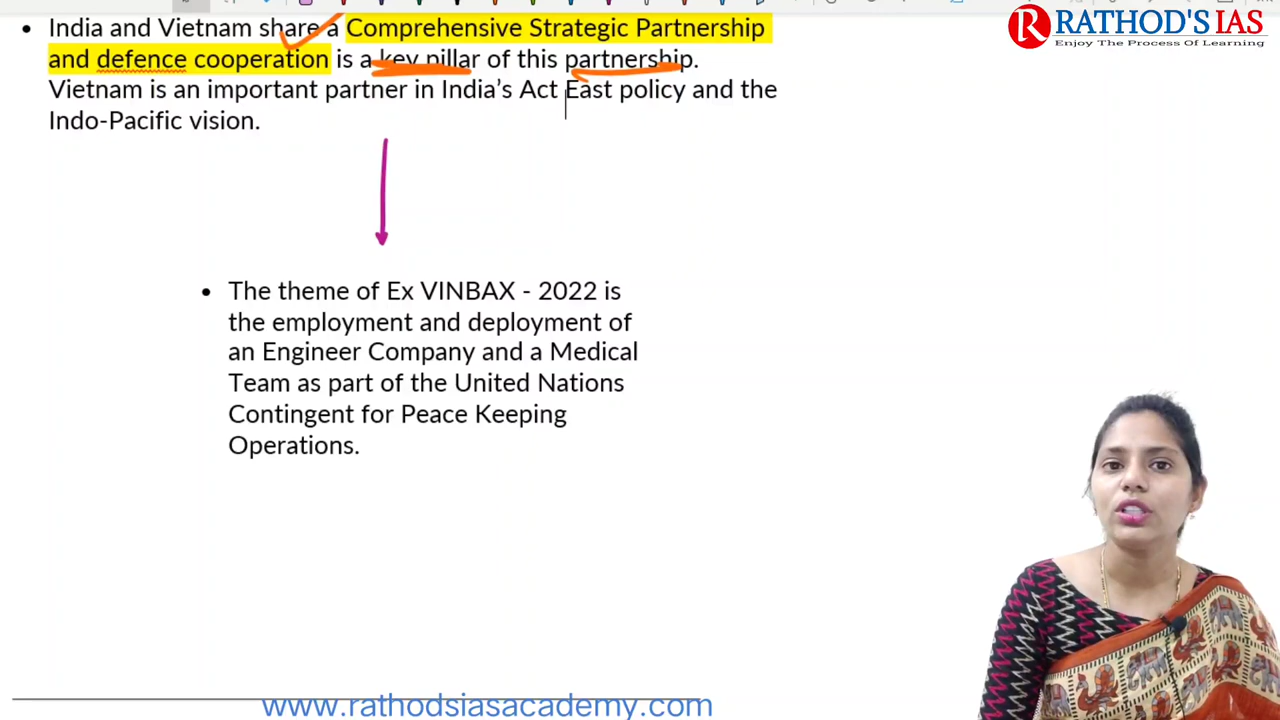 • India and Vietnam share a Comprehensive Strategic Partnership
and defence cooperation is a key pillar of this partnership.
Vietnam is an important partner in India's Act East policy and the
Indo-Pacific vision.
R RATHOD'S IAS
Enjoy The Process Of Learning
• The theme of Ex VINBAX - 2022 is
the employment and deployment of
an Engineer Company and a Medical
Team as part of the United Nations
Contingent for Peace Keeping
Operations.
www.rathodsiasacademy.com